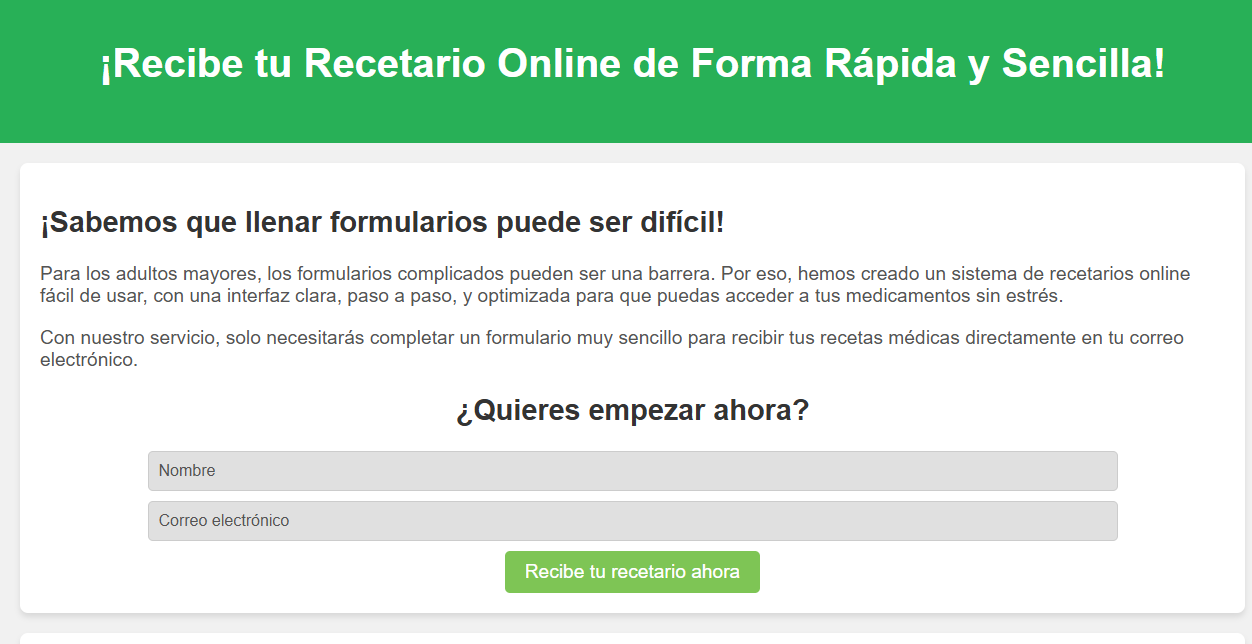 ¡Recibe tu Recetario Online de Forma Rápida y Sencilla!
¡Sabemos que llenar formularios puede ser difícil!
Para los adultos mayores, los formularios complicados pueden ser una barrera. Por eso, hemos creado un sistema de recetarios online
fácil de usar, con una interfaz clara, paso a paso, y optimizada para que puedas acceder a tus medicamentos sin estrés.
Con nuestro servicio, solo necesitarás completar un formulario muy sencillo para recibir tus recetas médicas directamente en tu correo
electrónico.
¿Quieres empezar ahora?
Nombre
Correo electrónico
Recibe tu recetario ahora